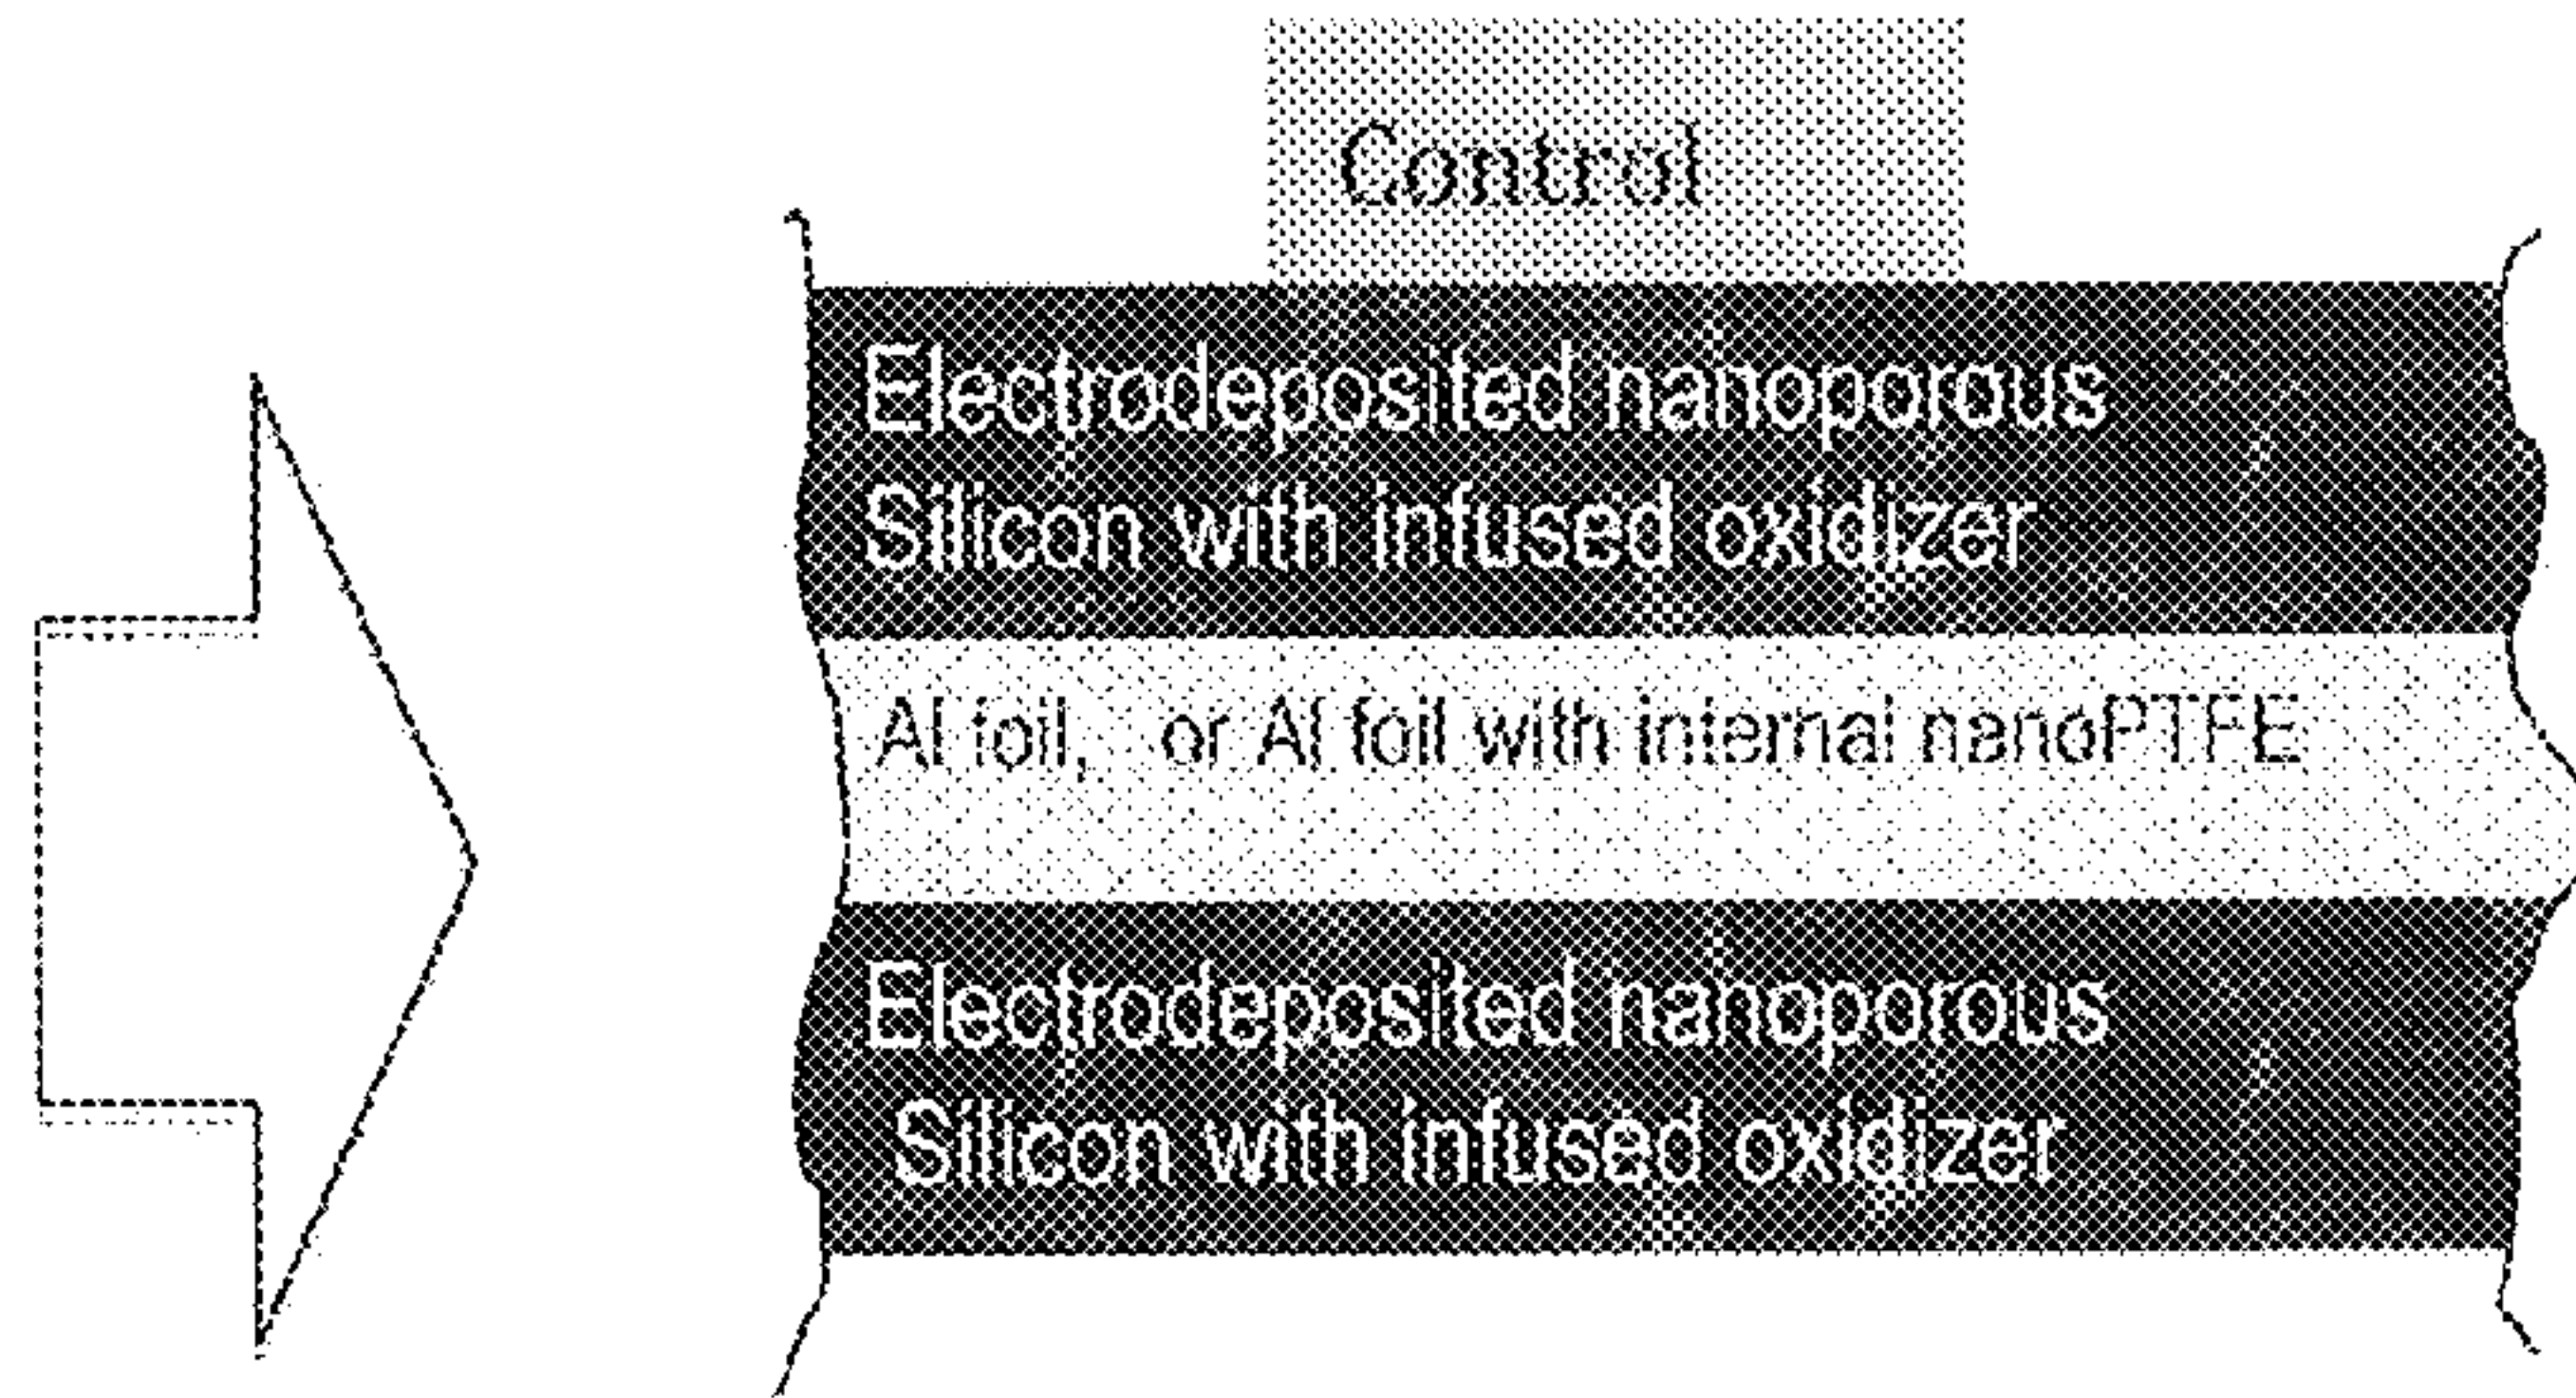 Control
Electrodeposited nanoporous
Silicon with infused oxidizer
Al foil, or Al foil with internal nanoPTFE
Electrodeposited nanoporous
Silicon with infused oxidizer